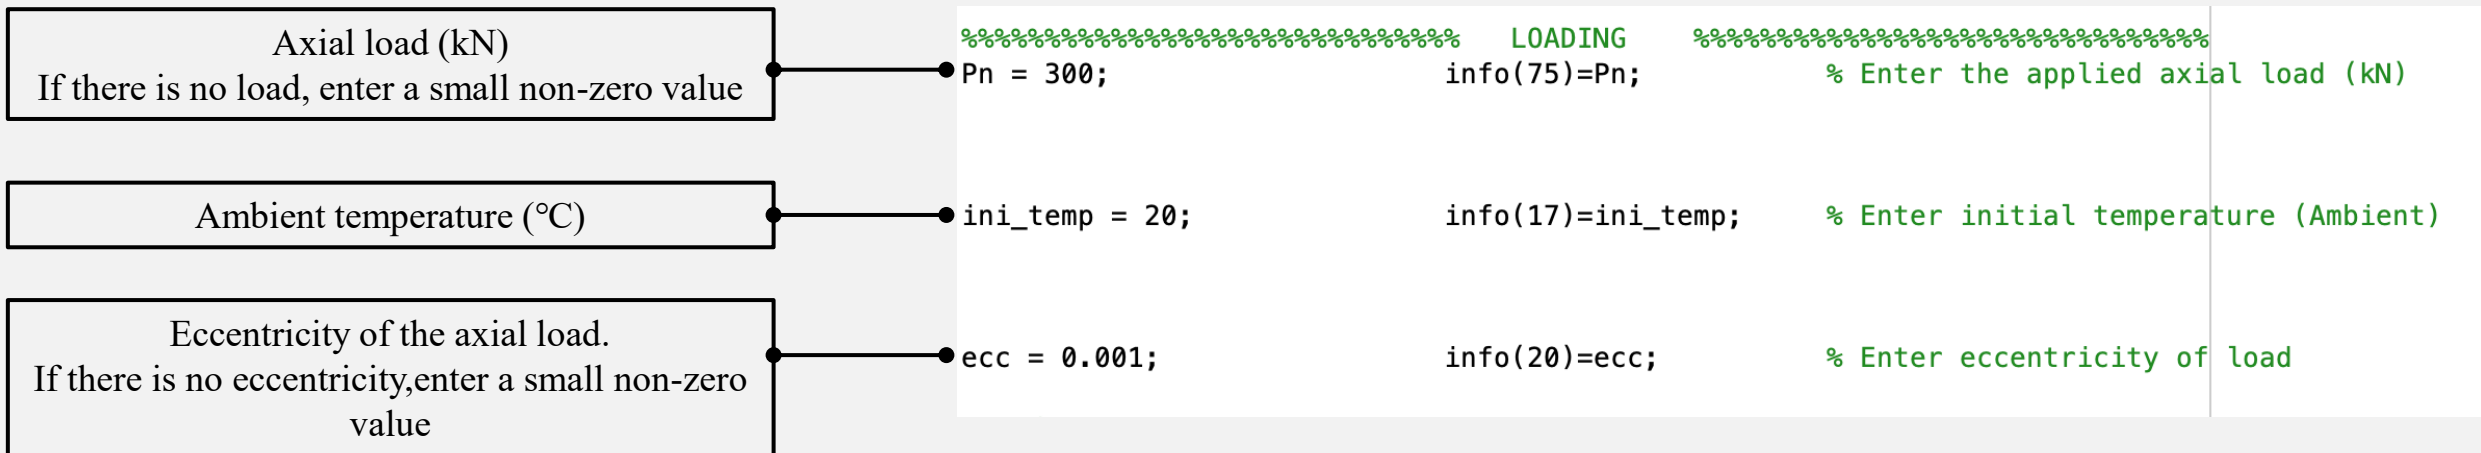 Axial load (kN)
If there is no load, enter a small non-zero value
Ambient temperature (°C)
Eccentricity of the axial load.
If there is no eccentricity,enter a small non-zero
value
%%%%%%%%%%%%%%%%%%%%%%%%%%%%%% LOADING %%%%%%%%%%%%%%%%%%%%%%%%%%%%%%%
Pn = 300; info(75)=Pn; % Enter the applied axial load (kN)
ini_temp = 20; info(17)=ini_temp; % Enter initial temperature (Ambient)
ecc = 0.001; info(20)=ecc; % Enter eccentricity of load